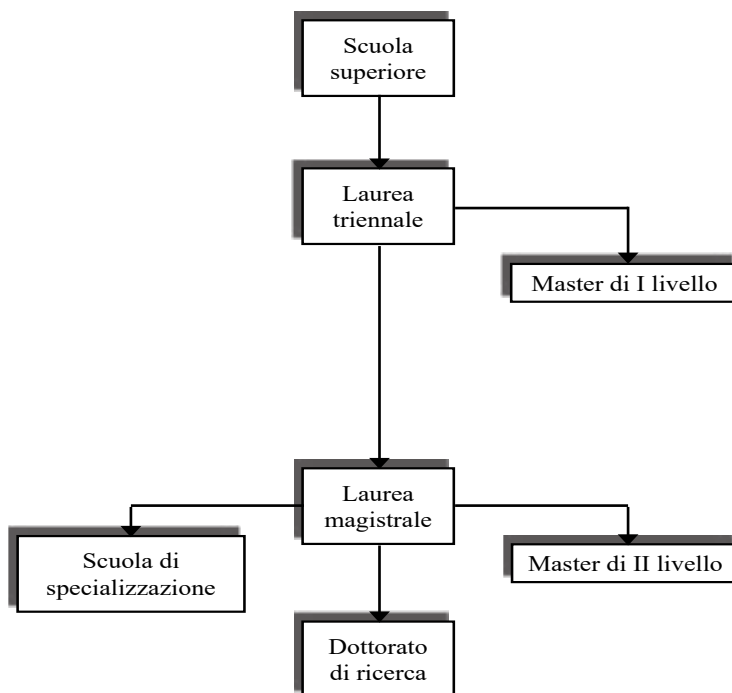 Scuola
superiore
Laurea
triennale
Master di I livello
Laurea
magistrale
Scuola di
specializzazione
Master di II livello
Dottorato
di ricerca